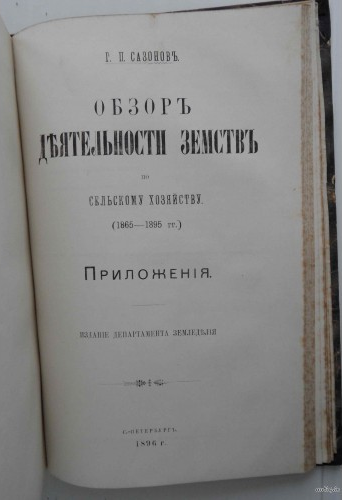 Г. П. САЗОНОВЪ.
ОБЗОРЪ
ДѢЯТЕЛЬНОСТИ ЗЕМСТВЪ
ПО
СЕЛЬСКОМУ ХОЗЯЙСТВУ.
(1865—1895 гг.)
ПРИЛОЖЕНІЯ.
ИЗДАНІЕ ДЕПАРТАМЕНТА ЗЕМЛЕДѢЛІЯ
С.-ПЕТЕРБУРГЪ.
1896 г.